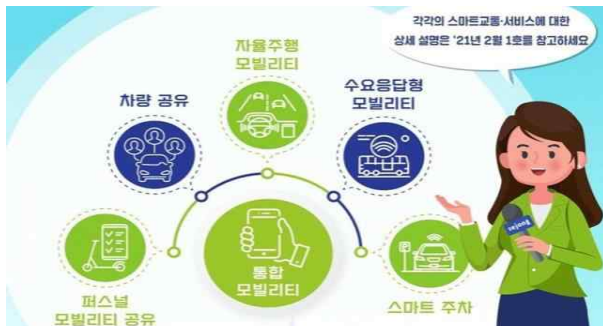 각각의 스마트교통·서비스에 대한
상세 설명은 '21년 2월 1호를 참고하세요
자율주행
모빌리티
차량 공유
수요응답형
모빌리티
통합
모빌리티
퍼스널
모빌리티 공유
스마트 주차
sejong